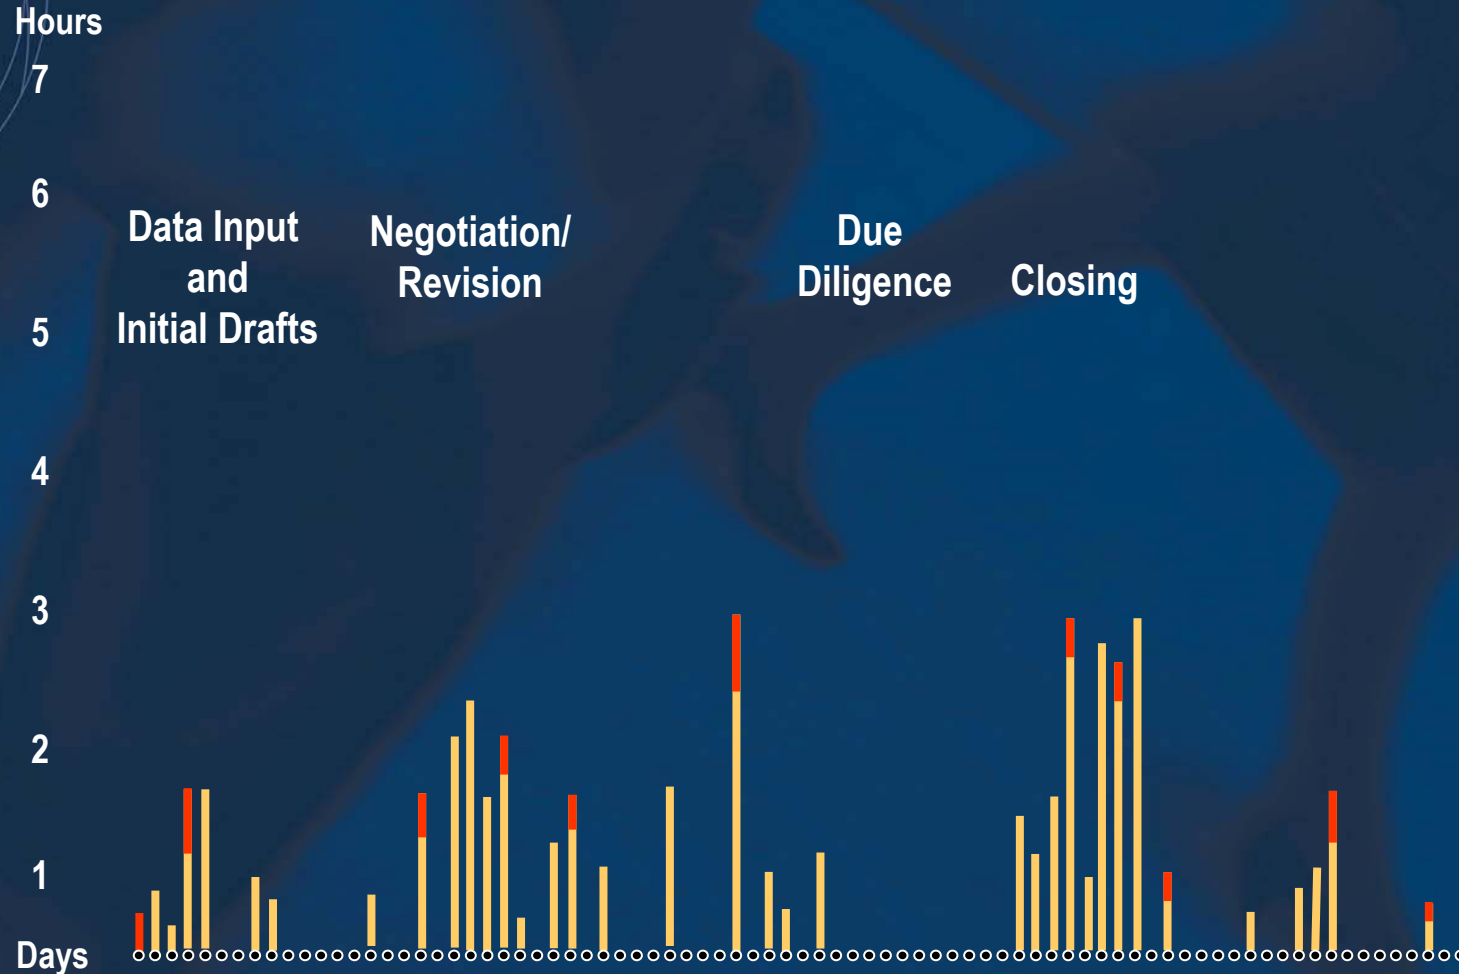 Hours
7
6
Data Input
and
Initial Drafts
Negotiation/
Revision
Due
Diligence
Closing
5
4
3
2
1
Days